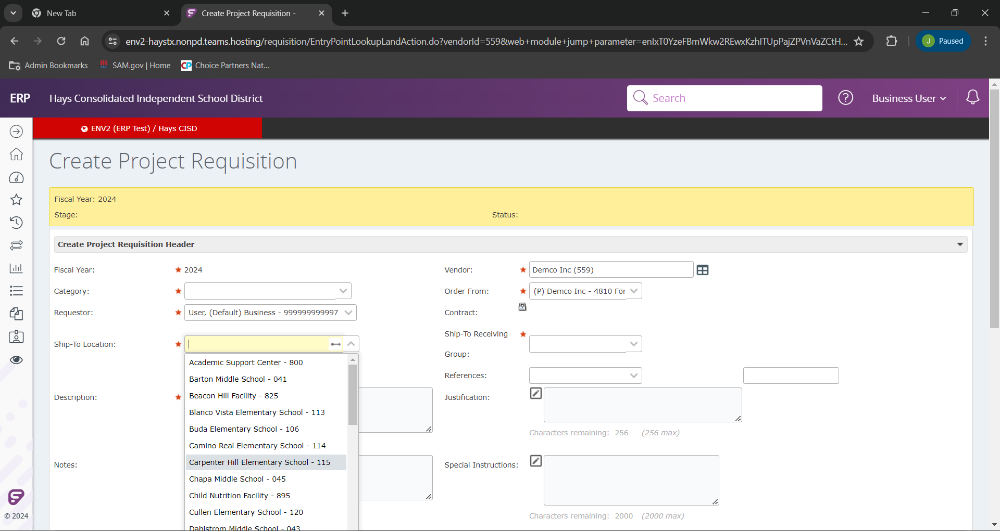 New Tab
Create Project Requisition -
env2-haystx.nonpd.teams.hosting/requisition/EntryPointLookupLandAction.do?vendorId=559&web+module+jump+parameter=enIxT0YzeFBmWkw2REwxKzhITUpPajZPVnVaZCtH...
J Paused
Admin Bookmarks
SAM.gov | Home
CP Choice Partners Nat...
ERP Hays Consolidated Independent School District
Search
Business User
ENV2 (ERP Test) / Hays CISD
Create Project Requisition
Fiscal Year: 2024
Stage: Status:
Create Project Requisition Header
Fiscal Year: 2024
Vendor: Demco Inc (559)
Category:
Order From: (P) Demco Inc - 4810 For
Requestor: User, (Default) Business - 999999999997
Contract:
Ship-To Location:
Ship-To Receiving
Group:
Academic Support Center - 800
Barton Middle School - 041
Beacon Hill Facility - 825
Blanco Vista Elementary School - 113
Buda Elementary School - 106
Camino Real Elementary School - 114
Carpenter Hill Elementary School - 115
Chapa Middle School - 045
Child Nutrition Facility - 895
Cullen Elementary School - 120
Dahlstrom Middle School - 043
References:
Description:
Justification:
Characters remaining: 256 (256 max)
Notes:
Special Instructions:
Characters remaining: 2000 (2000 max)
© 2024